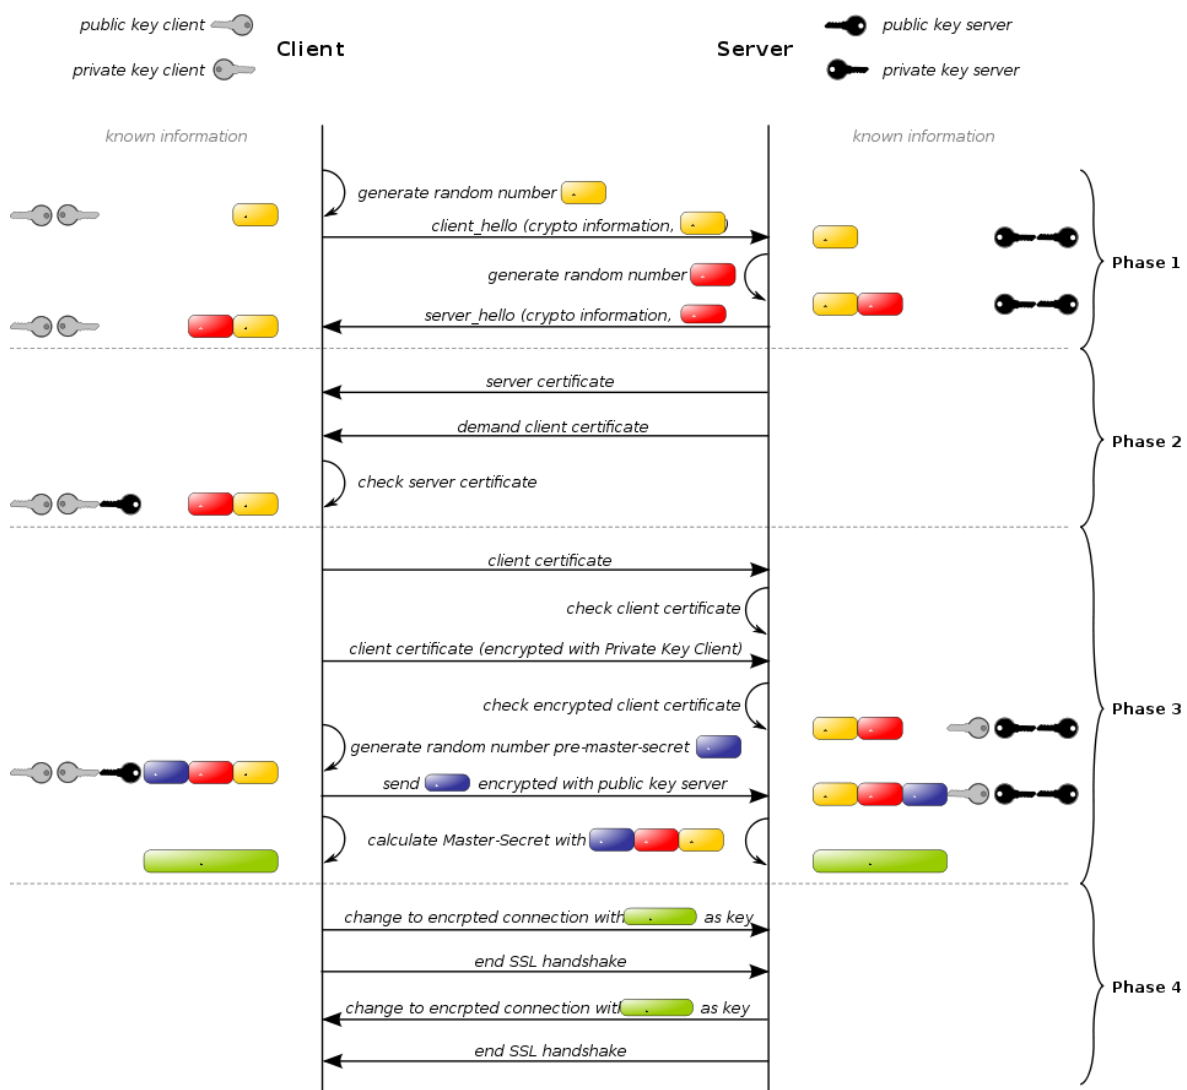 public key client
public key server
Client
Server
private key client
private key server
known information
known information
generate random number
client_hello (crypto information, )
generate random number
Phase 1
server_hello (crypto information,
server certificate
demand client certificate
Phase 2
check server certificate
client certificate
check client certificate
client certificate (encrypted with Private Key Client)
check encrypted client certificate
Phase 3
generate random number pre-master-secret
send encrypted with public key server
calculate Master-Secret with
change to encrpted connection with as key
end SSL handshake
Phase 4
change to encrpted connection with as key
end SSL handshake